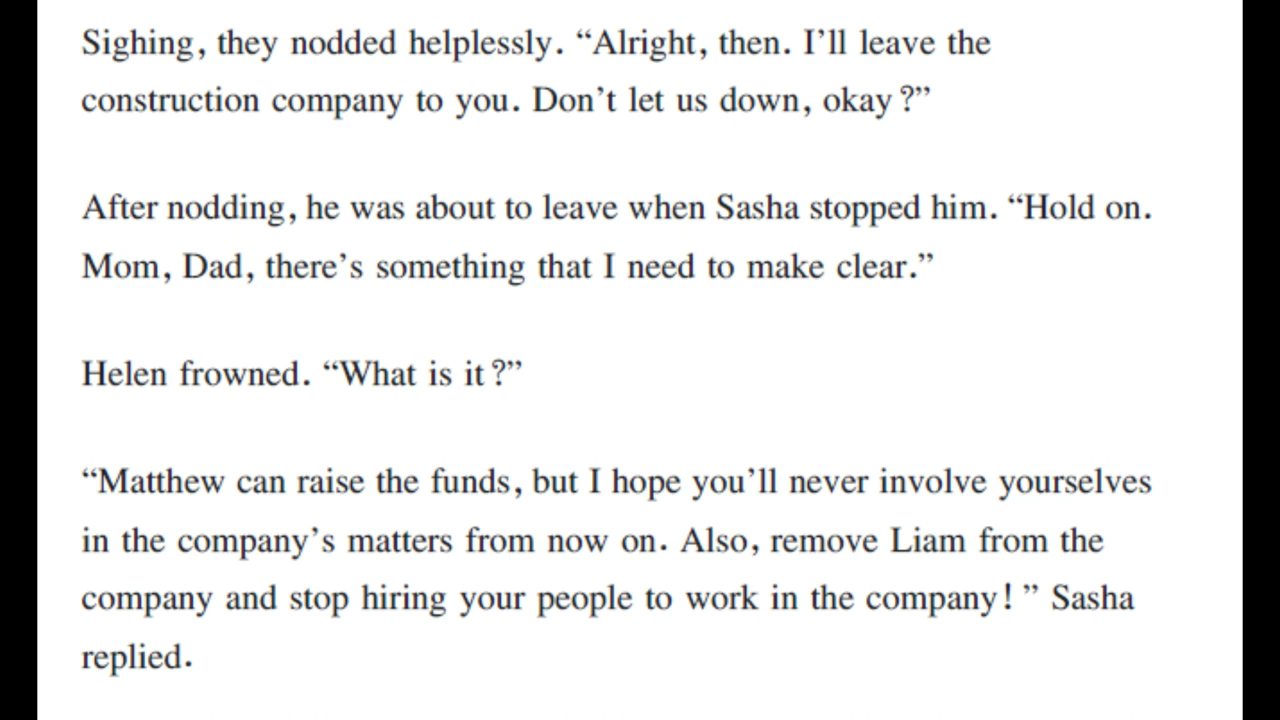 Sighing, they nodded helplessly. “Alright, then. I’ll leave the
construction company to you. Don’t let us down, okay ?”
After nodding, he was about to leave when Sasha stopped him. “Hold on.
Mom, Dad, there’s something that I need to make clear.”
Helen frowned. “What is it ?”
“Matthew can raise the funds, but I hope you’ll never involve yourselves
in the company’s matters from now on. Also, remove Liam from the
company and stop hiring your people to work in the company! ” Sasha
replied.